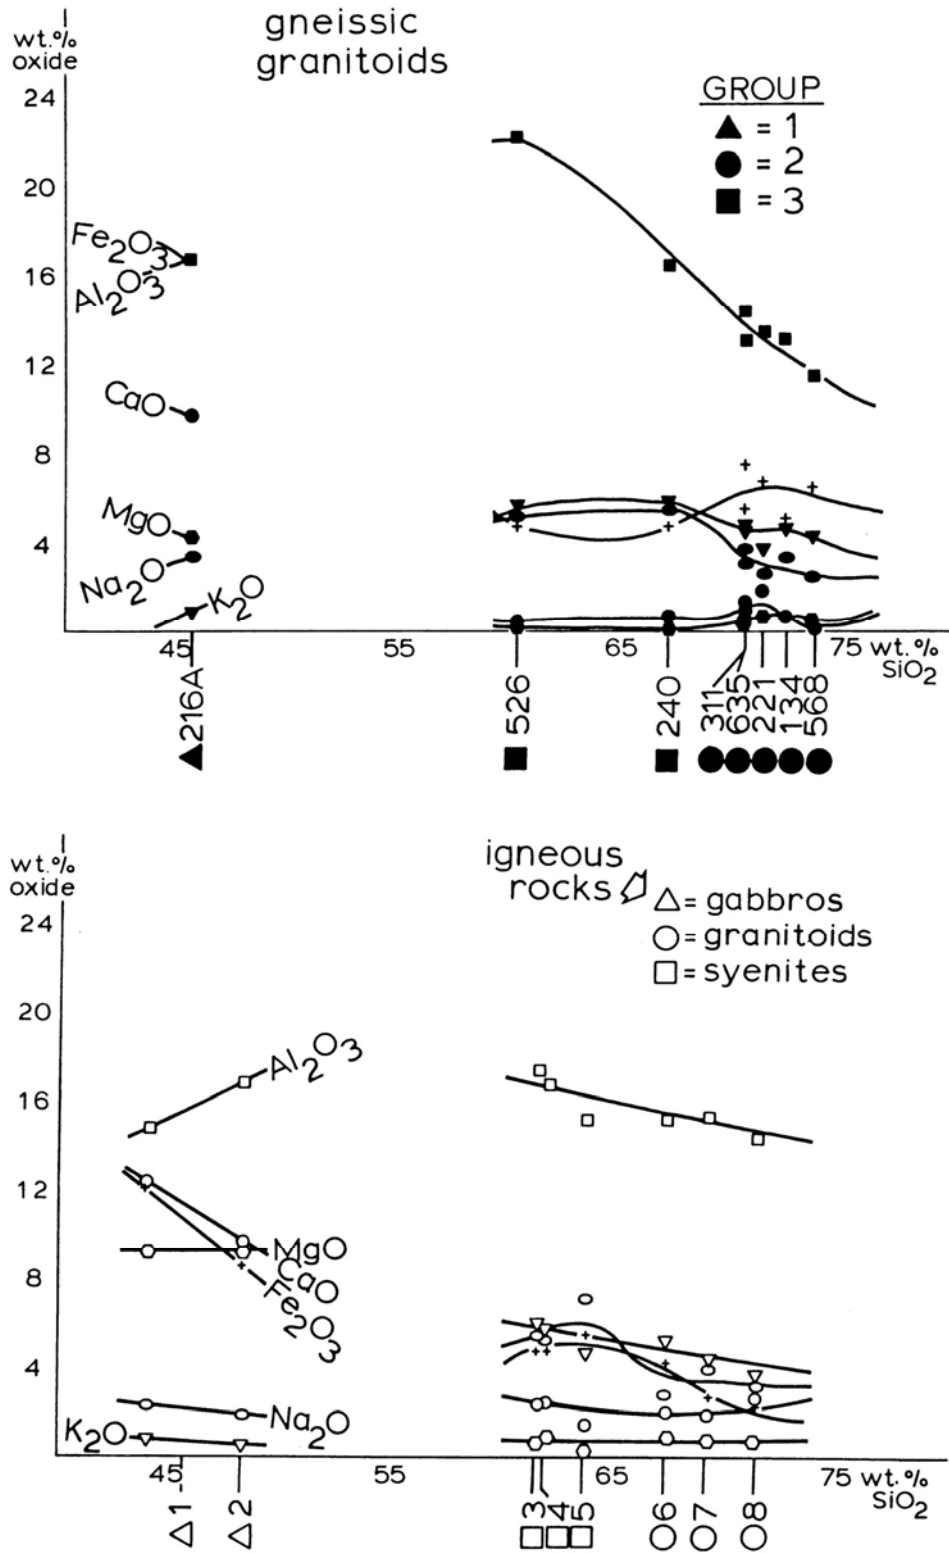 wt.%
oxide
gneissic
granitoids
24
20
16
12
8
4
GROUP
▲ = 1
● = 2
■ = 3
Fe2O3
Al2O3
CaO
MgO
Na2O
K2O
45 55 65 75 wt.%
SiO2
216A 526 240 311 635 221 134 568
wt.%
oxide
igneous
rocks
△ = gabbros
○ = granitoids
□ = syenites
24
20
16
12
8
4
Al2O3
MgO
CaO
Fe2O3
Na2O
K2O
45 55 65 75 wt.%
SiO2
△1 △2 □3 □4 □5 ○6 ○7 ○8